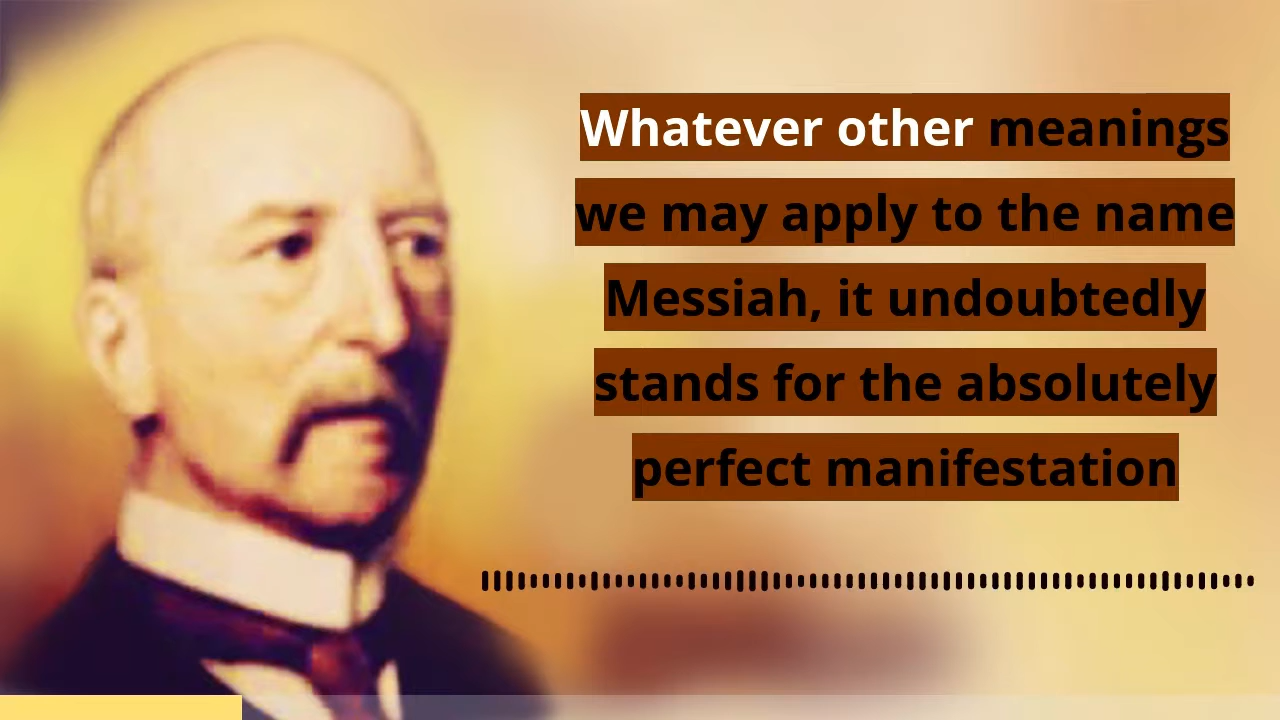 Whatever other meanings
we may apply to the name
Messiah, it undoubtedly
stands for the absolutely
perfect manifestation